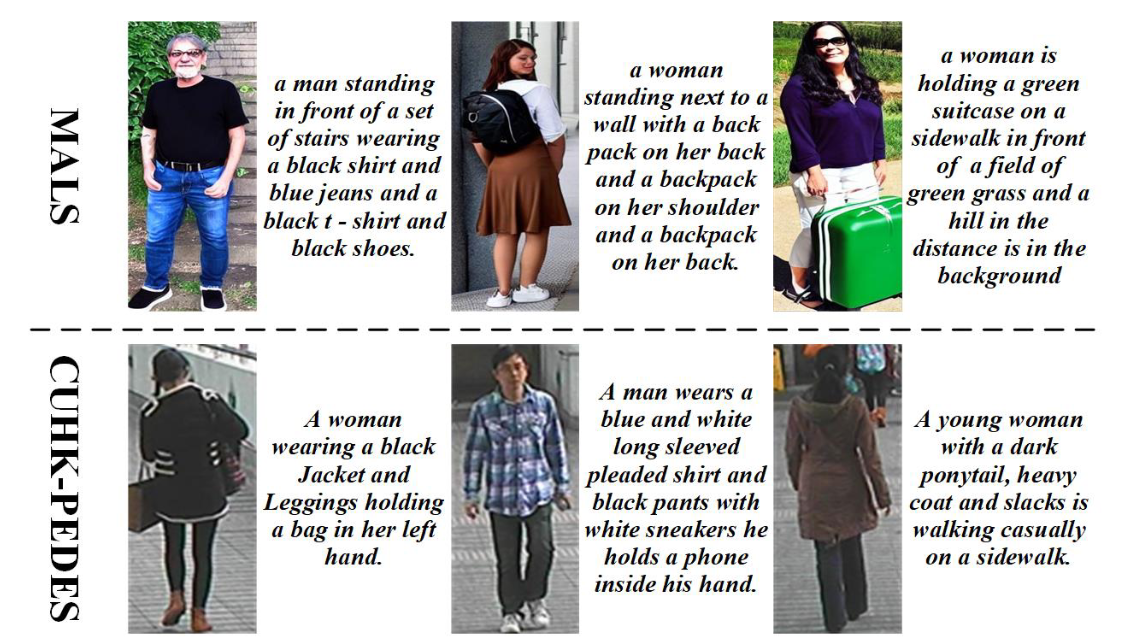 MALS
a man standing
in front of a set
of stairs wearing
a black shirt and
blue jeans and a
black t - shirt and
black shoes.
a woman
standing next to a
wall with a back
pack on her back
and a backpack
on her shoulder
and a backpack
on her back.
a woman is
holding a green
suitcase on a
sidewalk in front
of a field of
green grass and a
hill in the
distance is in the
background
CUHK-PEDES
A woman
wearing a black
Jacket and
Leggings holding
a bag in her left
hand.
A man wears a
blue and white
long sleeved
pleaded shirt and
black pants with
white sneakers he
holds a phone
inside his hand.
A young woman
with a dark
ponytail, heavy
coat and slacks is
walking casually
on a sidewalk.